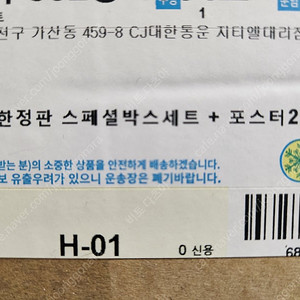 1
천구 가산동 459-8 CJ대한통운 지티엘대리점
한정판 스페셜박스세트 + 포스터2
받는 분)의 소중한 상품을 안전하게 배송하겠습니다.
보 유출우려가 있으니 운송장은 폐기바랍니다.
H-01
0 신용
68